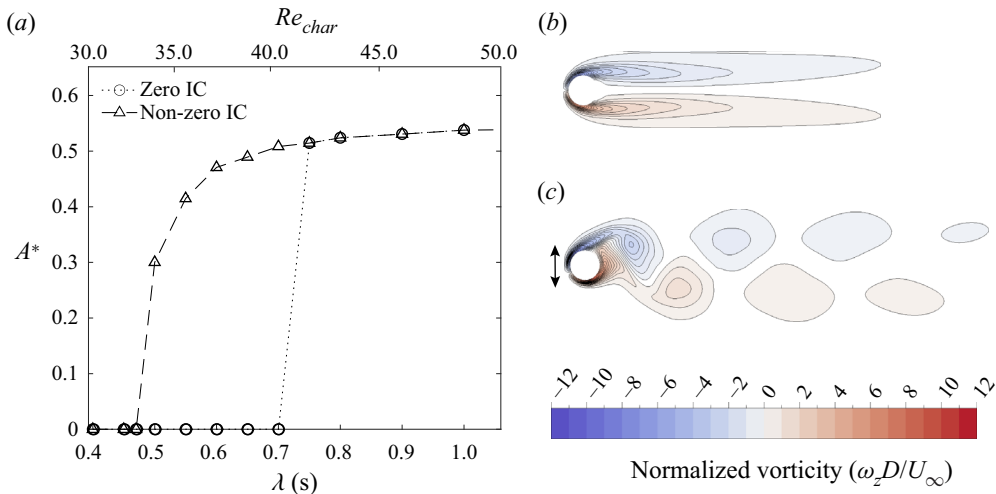 (a)
Re_char
30.0 35.0 40.0 45.0 50.0
Zero IC
Non-zero IC
0.6
0.5
0.4
0.3
0.2
0.1
0
A*
0.4 0.5 0.6 0.7 0.8 0.9 1.0
λ (s)
(b)
(c)
−12 −10 −8 −6 −4 −2 0 2 4 6 8 10 12
Normalized vorticity (ω_z D/U_∞)